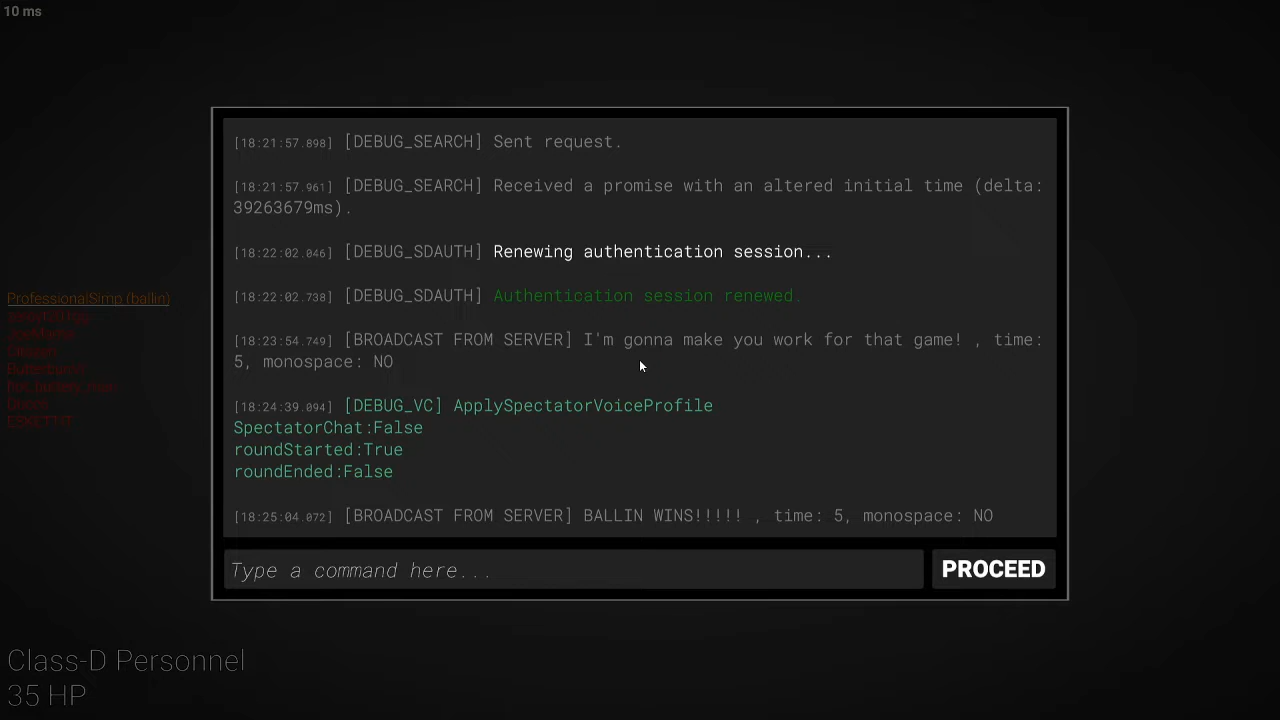 10 ms
[18:21:57.898] [DEBUG_SEARCH] Sent request.
[18:21:57.961] [DEBUG_SEARCH] Received a promise with an altered initial time (delta:
39263679ms).
[18:22:02.046] [DEBUG_SDAUTH] Renewing authentication session...
[18:22:02.738] [DEBUG_SDAUTH] Authentication session renewed.
ProfessionalSimp (ballin)
[18:23:54.749] [BROADCAST FROM SERVER] I'm gonna make you work for that game! , time:
5, monospace: NO
[18:24:39.094] [DEBUG_VC] ApplySpectatorVoiceProfile
SpectatorChat:False
roundStarted:True
roundEnded:False
[18:25:04.072] [BROADCAST FROM SERVER] BALLIN WINS!!!!! , time: 5, monospace: NO
Type a command here...
PROCEED
Class-D Personnel
35 HP